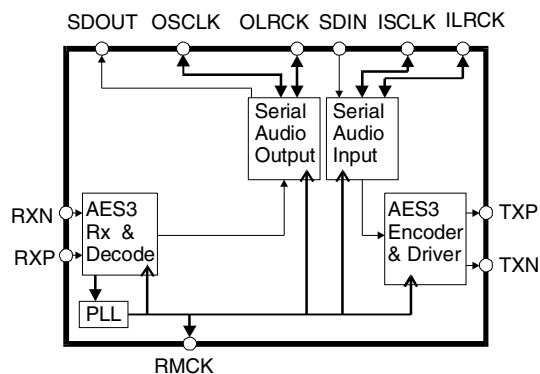 SDOUT OSCLK OLRCK SDIN ISCLK ILRCK
Serial
Audio
Output
Serial
Audio
Input
RXN
RXP
AES3
Rx &
Decode
AES3
Encoder
& Driver
TXP
TXN
PLL
RMCK